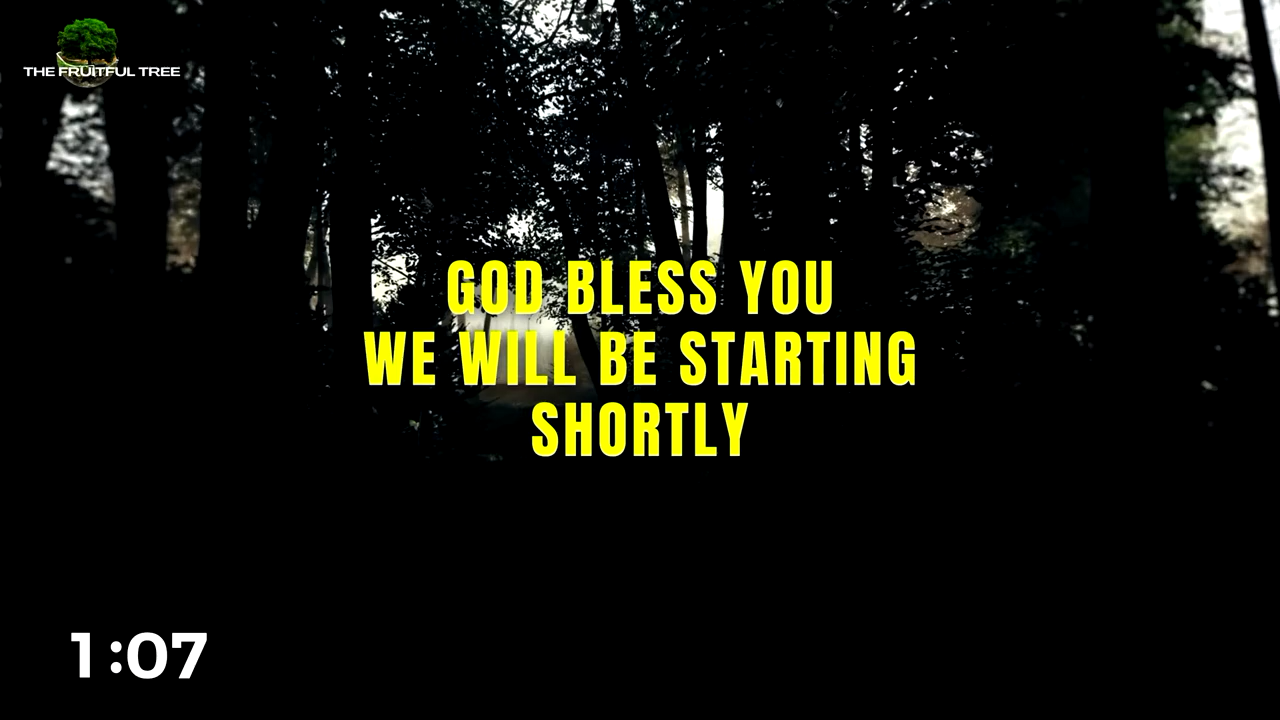 THE FRUITFUL TREE
GOD BLESS YOU
WE WILL BE STARTING
SHORTLY
1:07